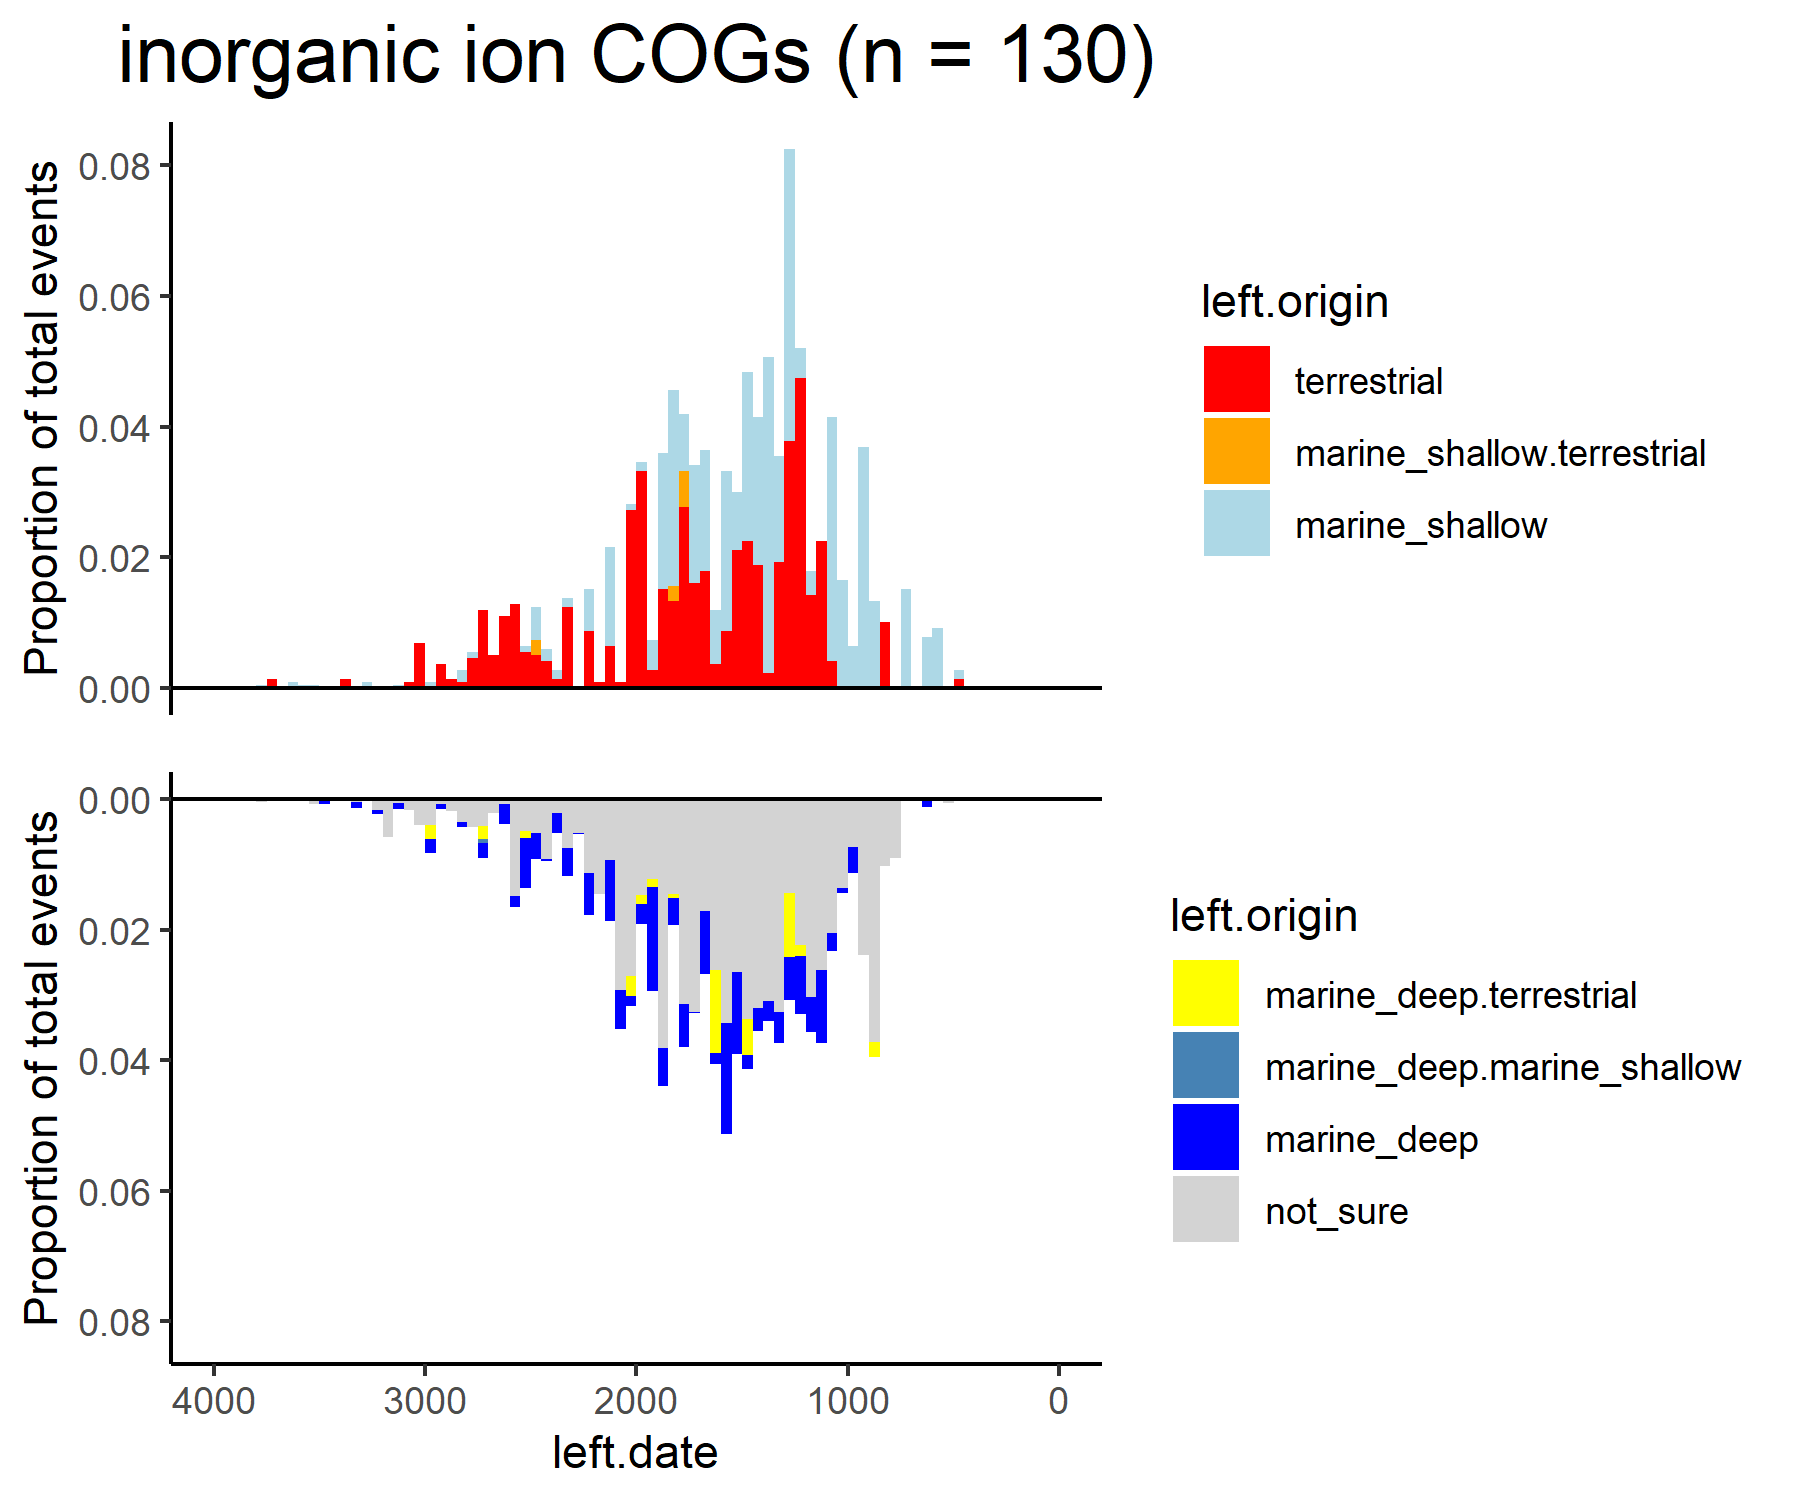 inorganic ion COGs (n = 130)
Proportion of total events
0.08
0.06
0.04
0.02
0.00
left.origin
terrestrial
marine_shallow.terrestrial
marine_shallow
Proportion of total events
0.00
0.02
0.04
0.06
0.08
4000 3000 2000 1000 0
left.date
left.origin
marine_deep.terrestrial
marine_deep.marine_shallow
marine_deep
not_sure